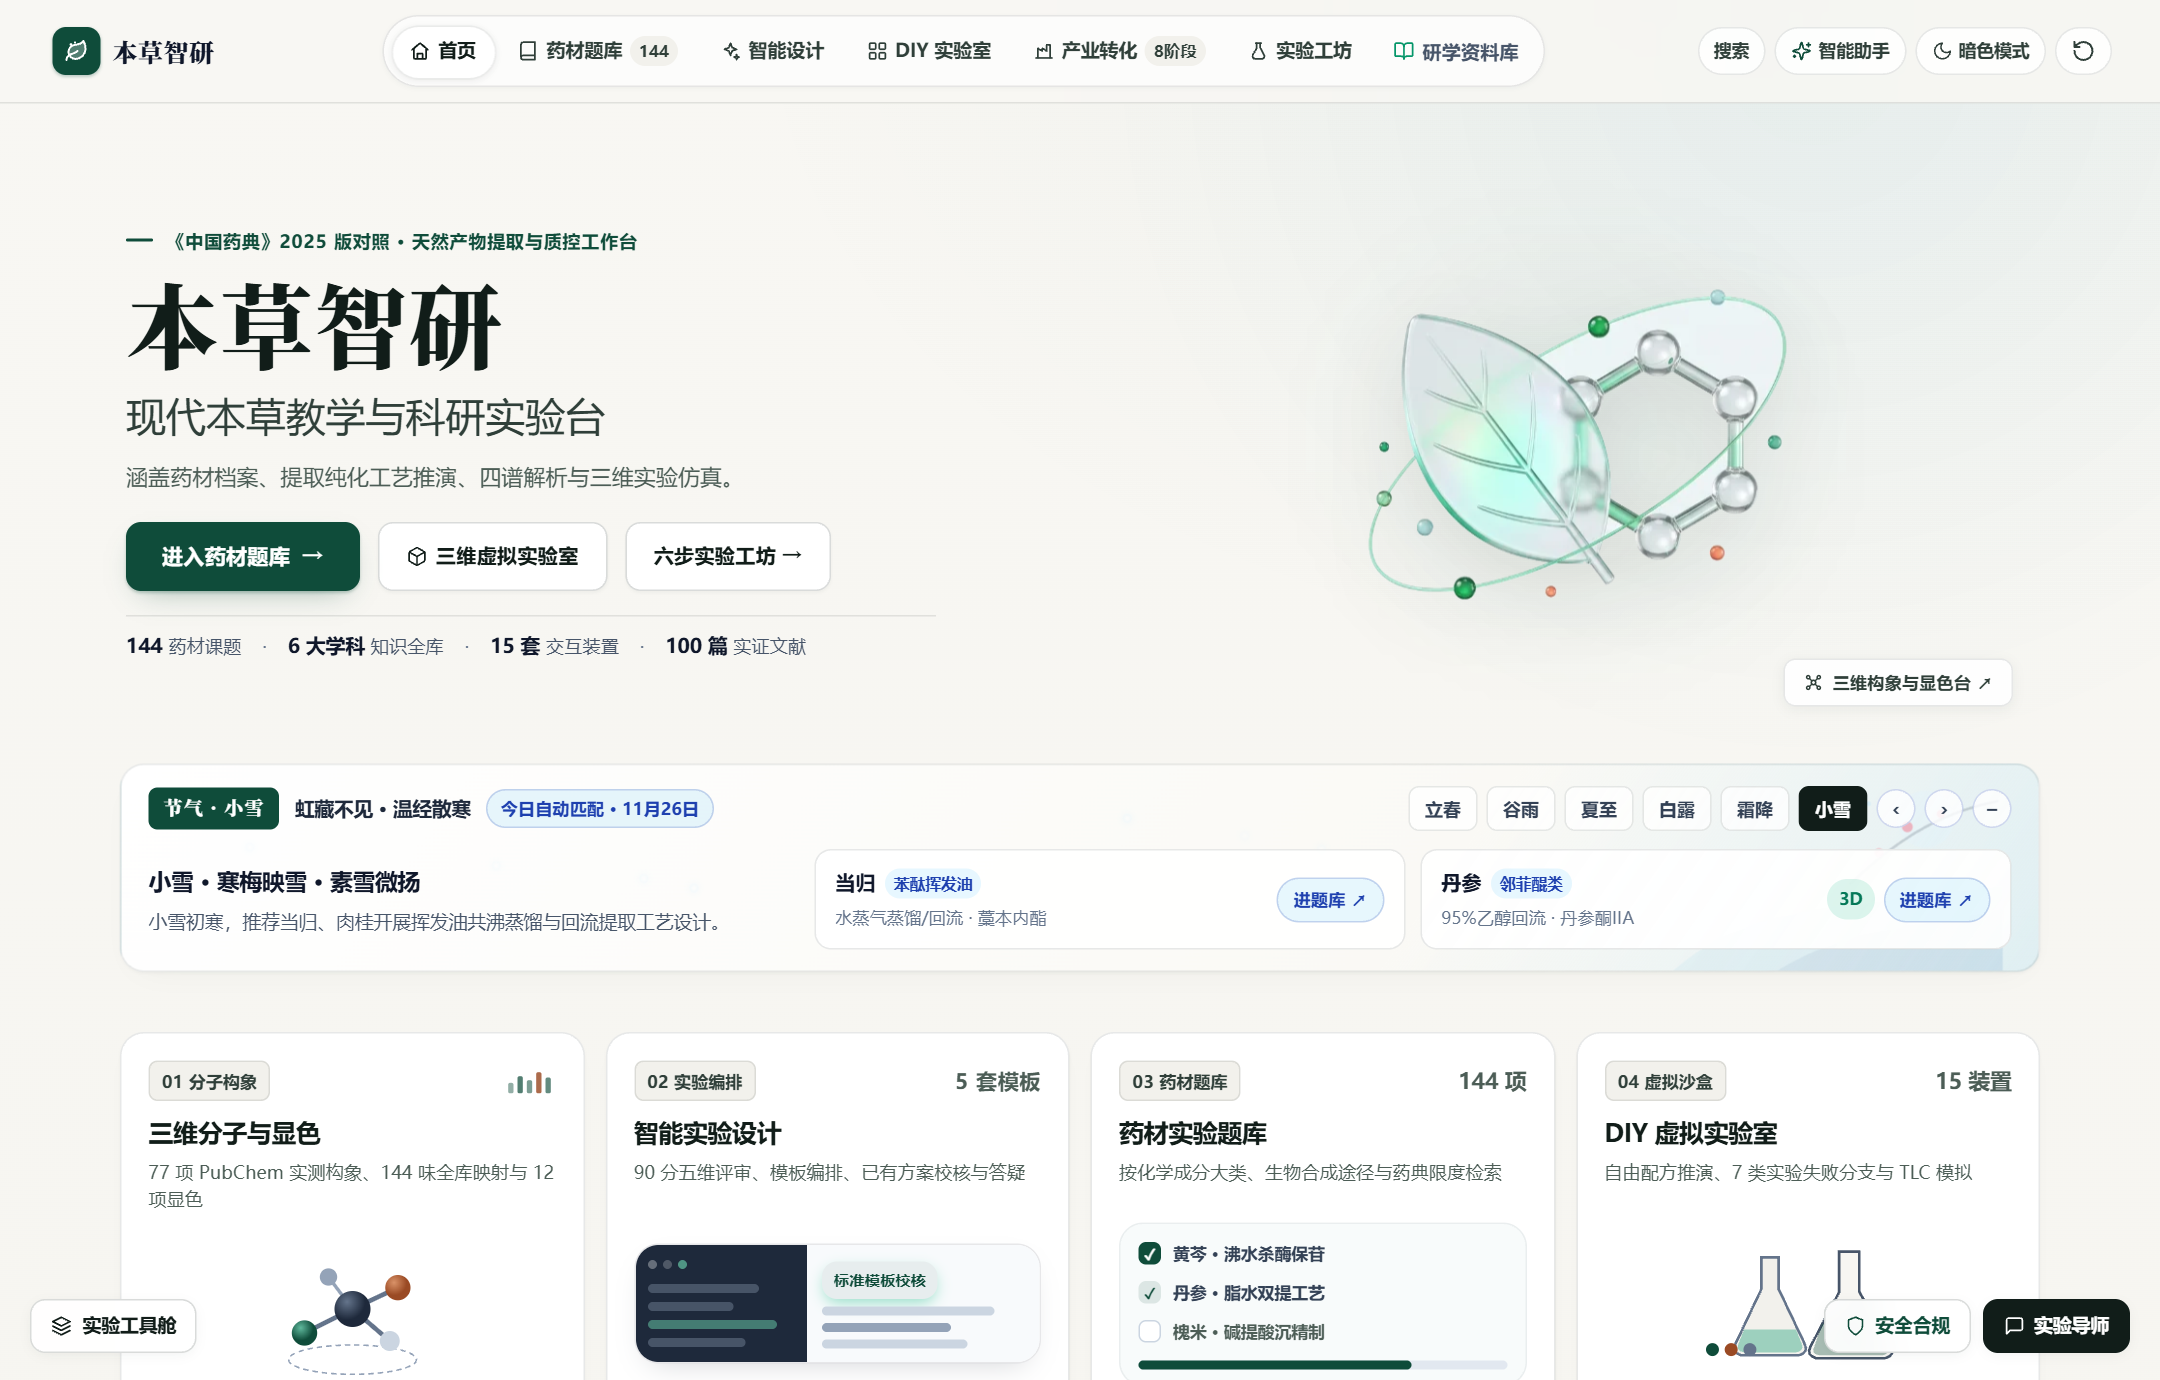 本草智研
首页
药材题库 144
智能设计
DIY 实验室
产业转化 8阶段
实验工坊
研学资料库
搜索
智能助手
暗色模式
《中国药典》2025 版对照 • 天然产物提取与质控工作台
本草智研
现代本草教学与科研实验台
涵盖药材档案、提取纯化工艺推演、四谱解析与三维实验仿真。
进入药材题库 →
三维虚拟实验室
六步实验工坊 →
144 药材课题 · 6 大学科 知识全库 · 15 套 交互装置 · 100 篇 实证文献
三维构象与显色台 ↗
节气 · 小雪
虹藏不见 • 温经散寒
今日自动匹配 • 11月26日
立春
谷雨
夏至
白露
霜降
小雪
‹
›
−
小雪 • 寒梅映雪 • 素雪微扬
小雪初寒，推荐当归、肉桂开展挥发油共沸蒸馏与回流提取工艺设计。
当归 苯酞挥发油
水蒸气蒸馏/回流 · 藁本内酯
进题库 ↗
丹参 邻菲醌类
95%乙醇回流 · 丹参酮IIA
3D
进题库 ↗
01 分子构象
三维分子与显色
77 项 PubChem 实测构象、144 味全库映射与 12
项显色
02 实验编排
5 套模板
智能实验设计
90 分五维评审、模板编排、已有方案校核与答疑
标准模板校核
03 药材题库
144 项
药材实验题库
按化学成分大类、生物合成途径与药典限度检索
黄芩 • 沸水杀酶保苷
丹参 • 脂水双提工艺
槐米 • 碱提酸沉精制
04 虚拟沙盒
15 装置
DIY 虚拟实验室
自由配方推演、7 类实验失败分支与 TLC 模拟
实验工具舱
安全合规
实验导师